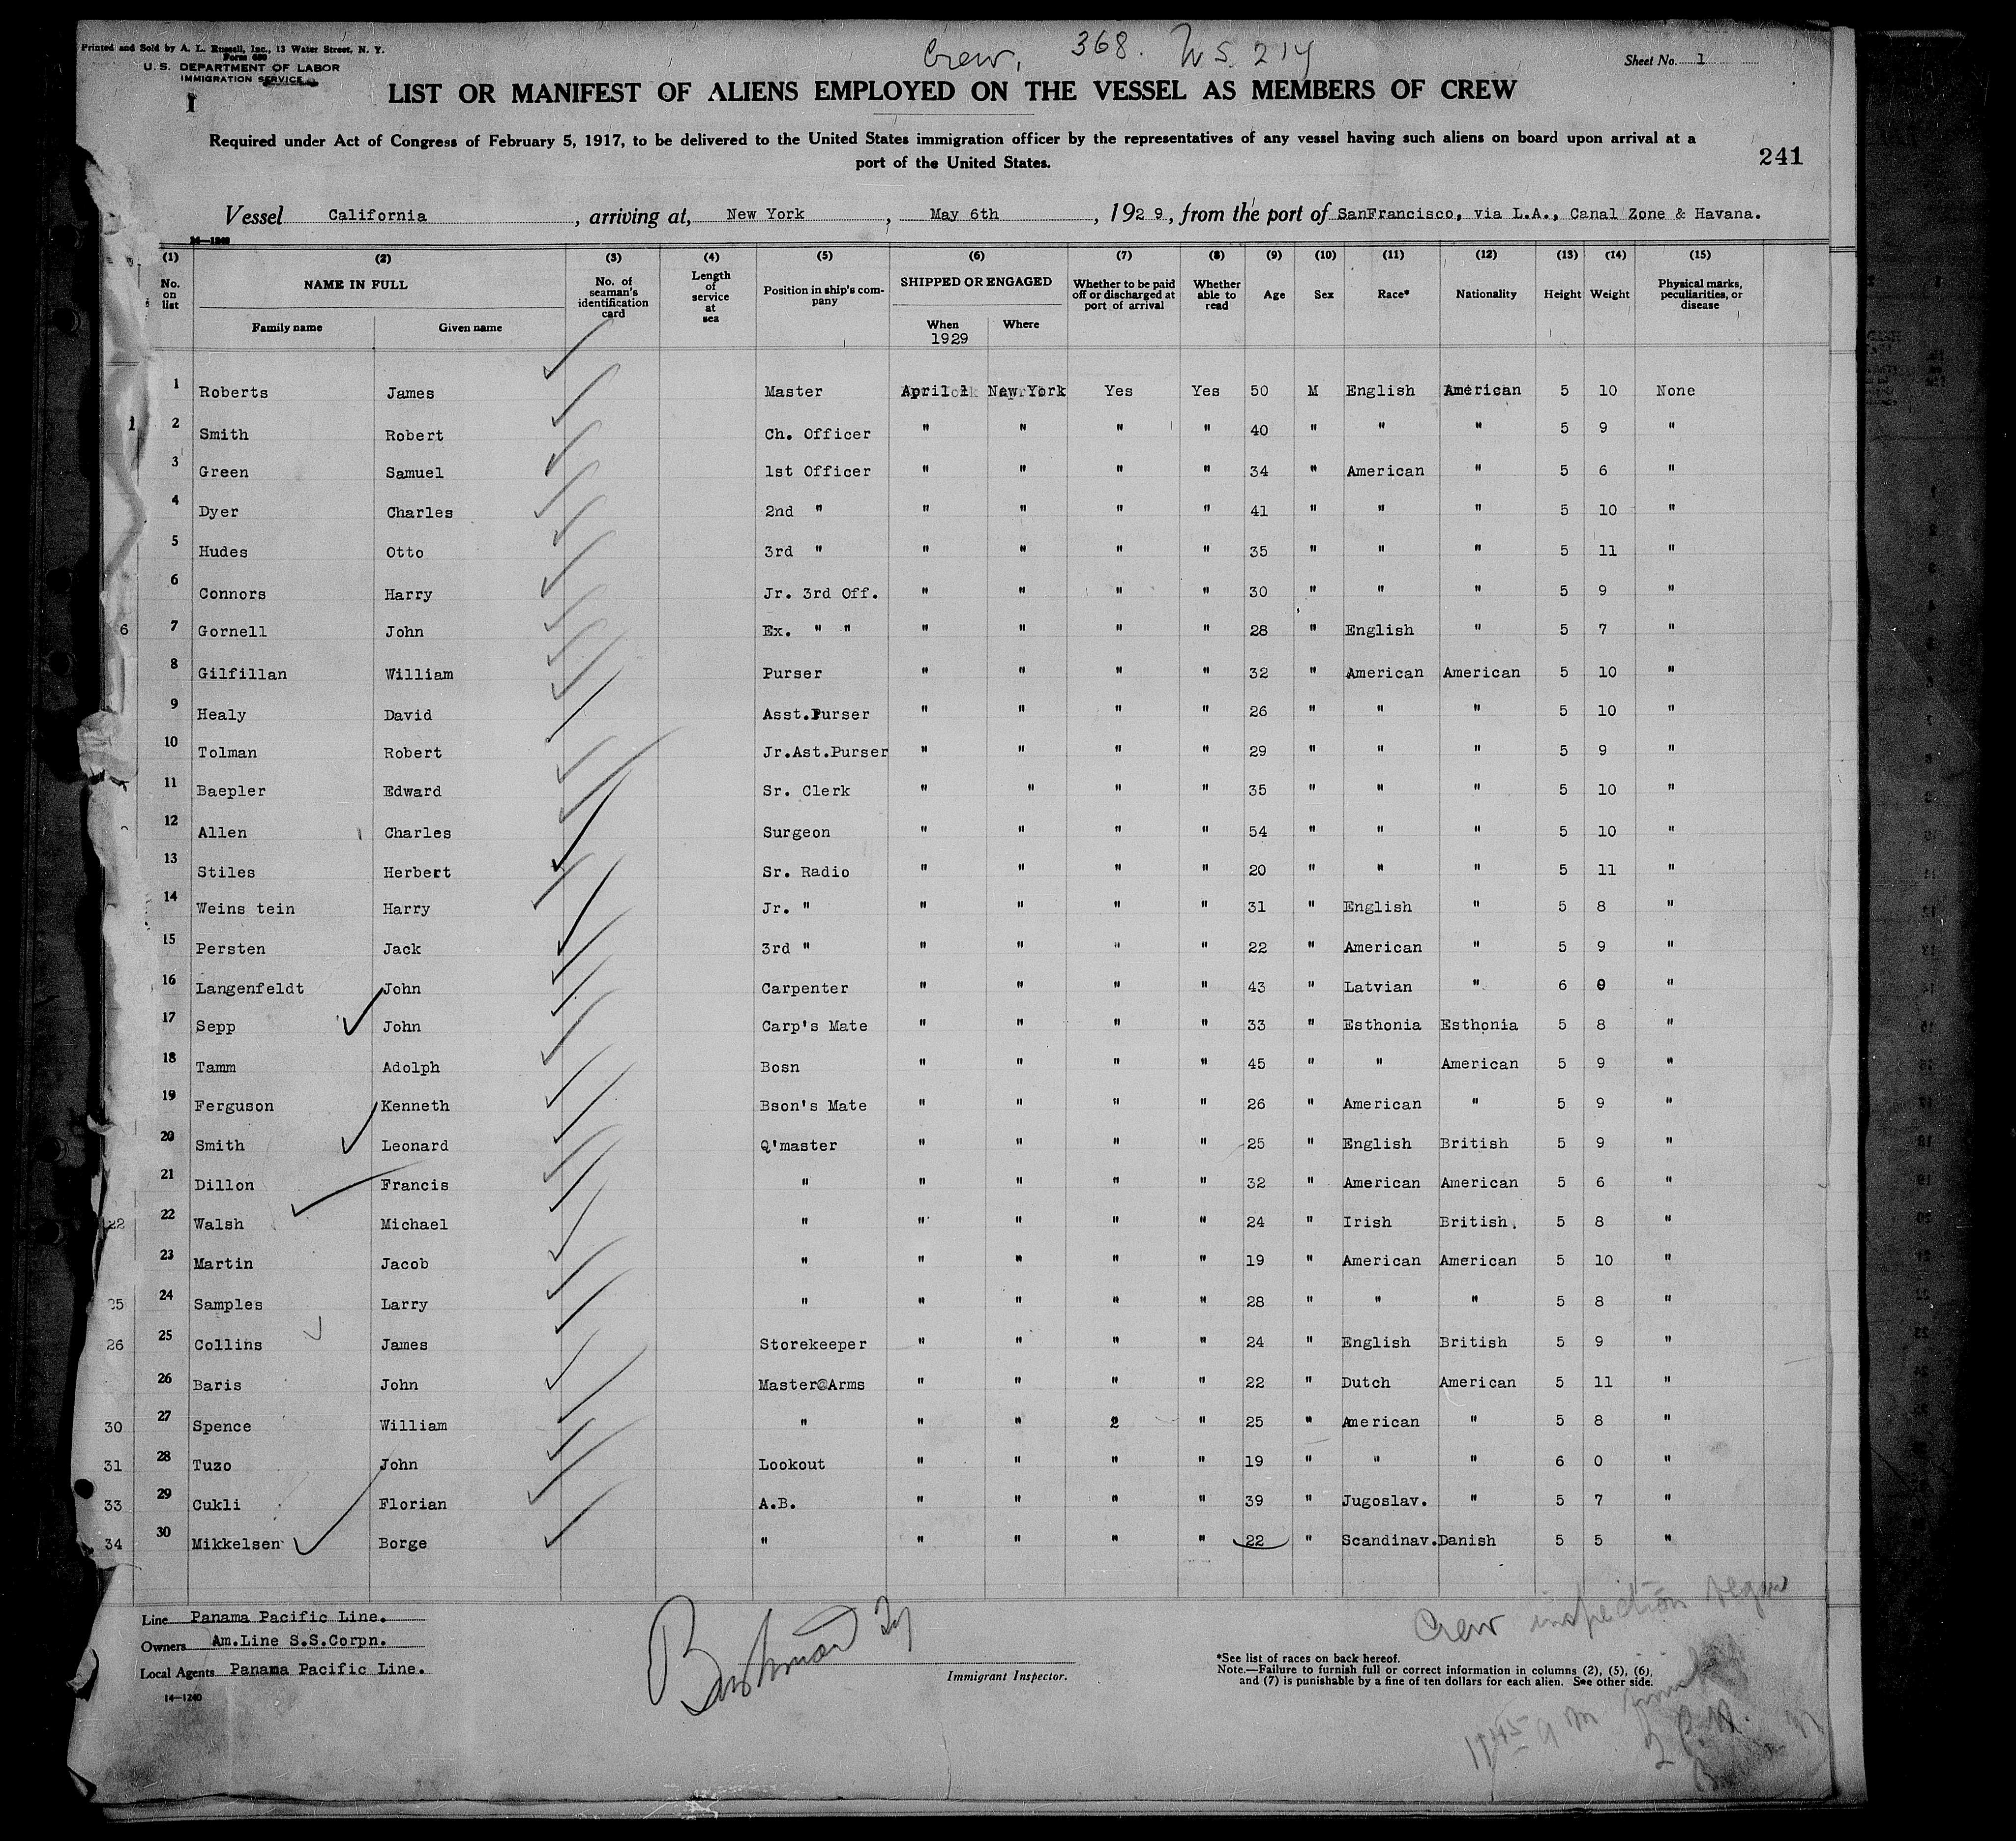 Printed and Sold by A. L. Russell, Inc., 13 Water Street, N. Y.
Form 680
U. S. DEPARTMENT OF LABOR
IMMIGRATION SERVICE
Crew, 368. W S. 214
Sheet No. 1
LIST OR MANIFEST OF ALIENS EMPLOYED ON THE VESSEL AS MEMBERS OF CREW
Required under Act of Congress of February 5, 1917, to be delivered to the United States immigration officer by the representatives of any vessel having such aliens on board upon arrival at a
port of the United States.
241
Vessel California, arriving at, New York, May 6th, 1929, from the port of SanFrancisco, via L.A., Canal Zone & Havana.
14—1240
(1) (2) (3) (4) (5) (6) (7) (8) (9) (10) (11) (12) (13) (14) (15)
No. on list NAME IN FULL No. of seaman's identification card Length of service at sea Position in ship's company SHIPPED OR ENGAGED Whether to be paid off or discharged at port of arrival Whether able to read Age Sex Race* Nationality Height Weight Physical marks, peculiarities, or disease
Family name Given name When Where
1929
1 Roberts James Master April 1 New York Yes Yes 50 M English American 5 10 None
2 Smith Robert Ch. Officer " " " " 40 " " " 5 9 "
3 Green Samuel 1st Officer " " " " 34 " American " 5 6 "
4 Dyer Charles 2nd " " " " " 41 " " " 5 10 "
5 Hudes Otto 3rd " " " " " 35 " " " 5 11 "
6 Connors Harry Jr. 3rd Off. " " " " 30 " " " 5 9 "
6 7 Gornell John Ex. " " " " " " 28 " English " 5 7 "
8 Gilfillan William Purser " " " " 32 " American American 5 10 "
9 Healy David Asst.Purser " " " " 26 " " " 5 10 "
10 Tolman Robert Jr.Ast.Purser " " " " 29 " " " 5 9 "
11 Baepler Edward Sr. Clerk " " " " 35 " " " 5 10 "
12 Allen Charles Surgeon " " " " 54 " " " 5 10 "
13 Stiles Herbert Sr. Radio " " " " 20 " " " 5 11 "
14 Weins tein Harry Jr. " " " " " 31 " English " 5 8 "
15 Persten Jack 3rd " " " " " 22 " American " 5 9 "
16 Langenfeldt John Carpenter " " " " 43 " Latvian " 6 0 "
17 Sepp John Carp's Mate " " " " 33 " Esthonia Esthonia 5 8 "
18 Tamm Adolph Bosn " " " " 45 " " American 5 9 "
19 Ferguson Kenneth Bson's Mate " " " " 26 " American " 5 9 "
20 Smith Leonard Q'master " " " " 25 " English British 5 9 "
21 Dillon Francis " " " " " 32 " American American 5 6 "
22 22 Walsh Michael " " " " " 24 " Irish British. 5 8 "
23 Martin Jacob " " " " " 19 " American American 5 10 "
25 24 Samples Larry " " " " " 28 " " " 5 8 "
26 25 Collins James Storekeeper " " " " 24 " English British 5 9 "
26 Baris John Master@Arms " " " " 22 " Dutch American 5 11 "
30 27 Spence William " " " 2 " 25 " American " 5 8 "
31 28 Tuzo John Lookout " " " " 19 " " " 6 0 "
33 29 Cukli Florian A.B. " " " " 39 " Jugoslav. " 5 7 "
34 30 Mikkelsen Borge " " " " " 22 " Scandinav. Danish 5 5 "
Crew inspection began
Line Panama Pacific Line.
Owners Am.Line S.S.Corpn.
Local Agents Panama Pacific Line.
14—1240
Immigrant Inspector.
*See list of races on back hereof.
Note.—Failure to furnish full or correct information in columns (2), (5), (6),
and (7) is punishable by a fine of ten dollars for each alien. See other side.
1145 a m finished
2 P.M.